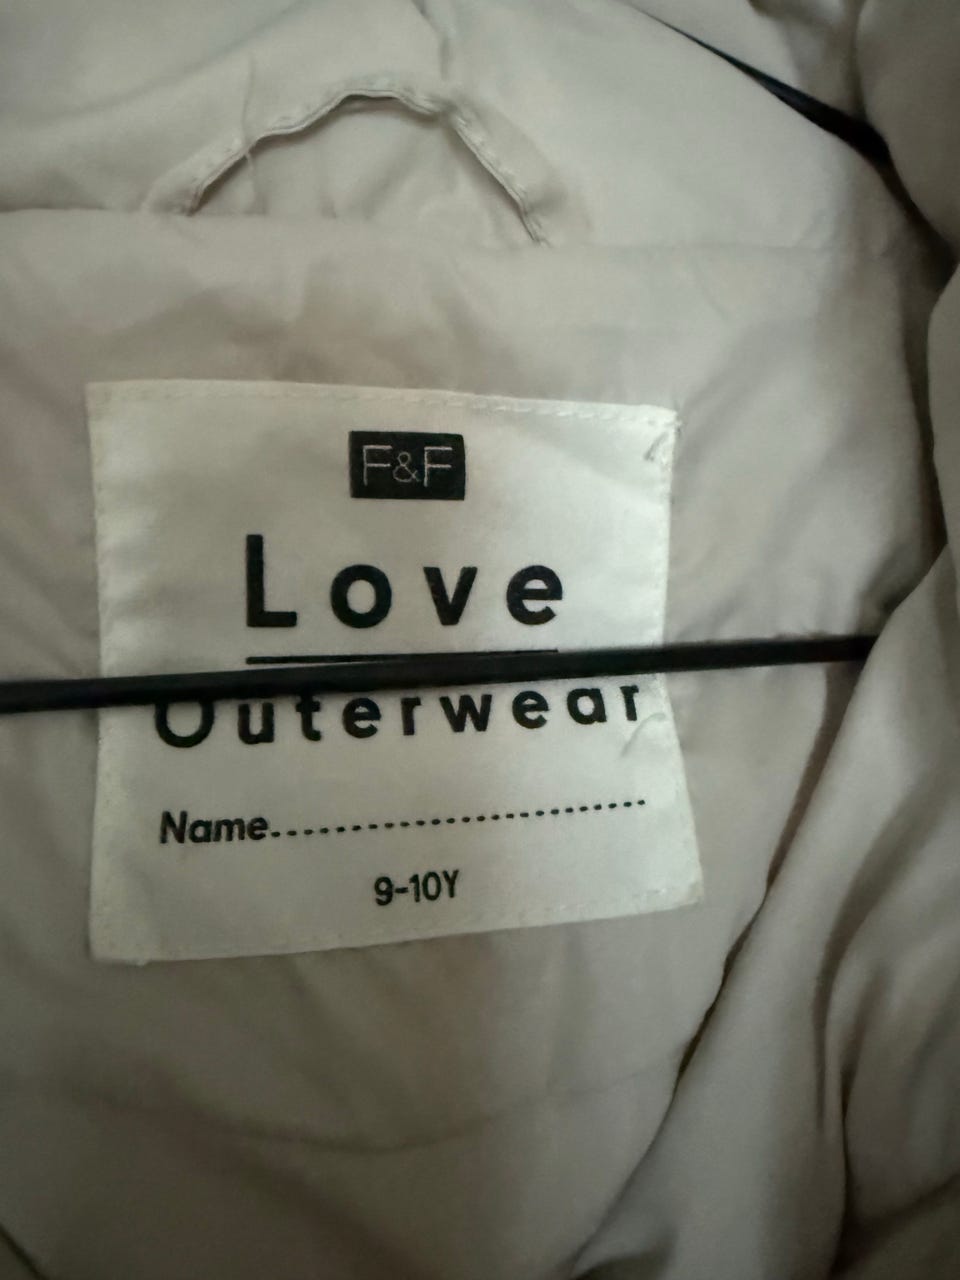 F&F
Love
Outerwear
Name........................
9-10Y